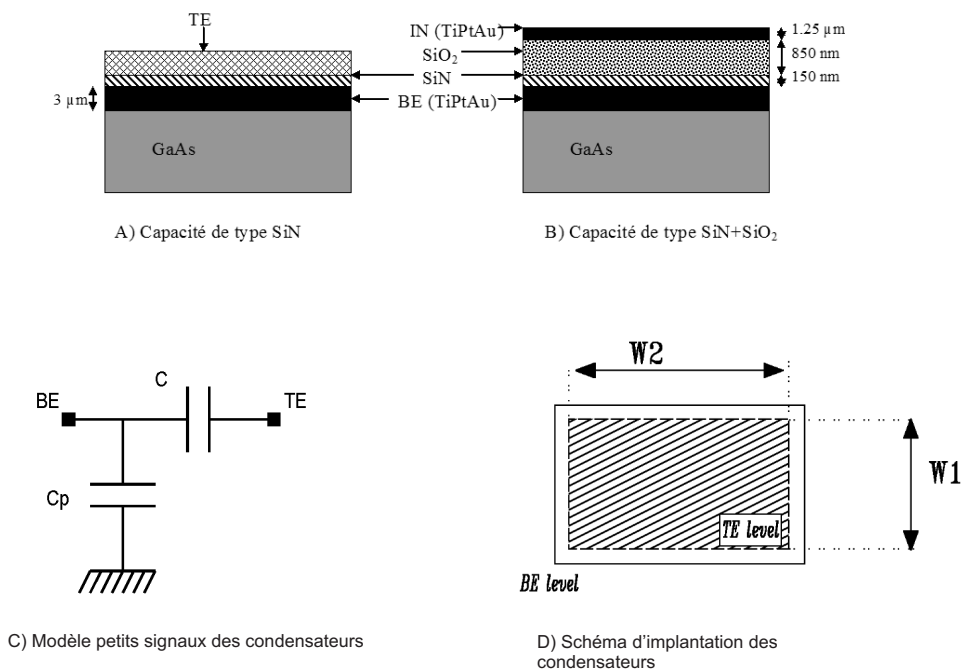 TE
3 µm
GaAs
A) Capacité de type SiN
IN (TiPtAu)
SiO2
SiN
BE (TiPtAu)
1.25 µm
850 nm
150 nm
GaAs
B) Capacité de type SiN+SiO2
C
BE
TE
Cp
C) Modèle petits signaux des condensateurs
W2
W1
TE level
BE level
D) Schéma d'implantation des
condensateurs